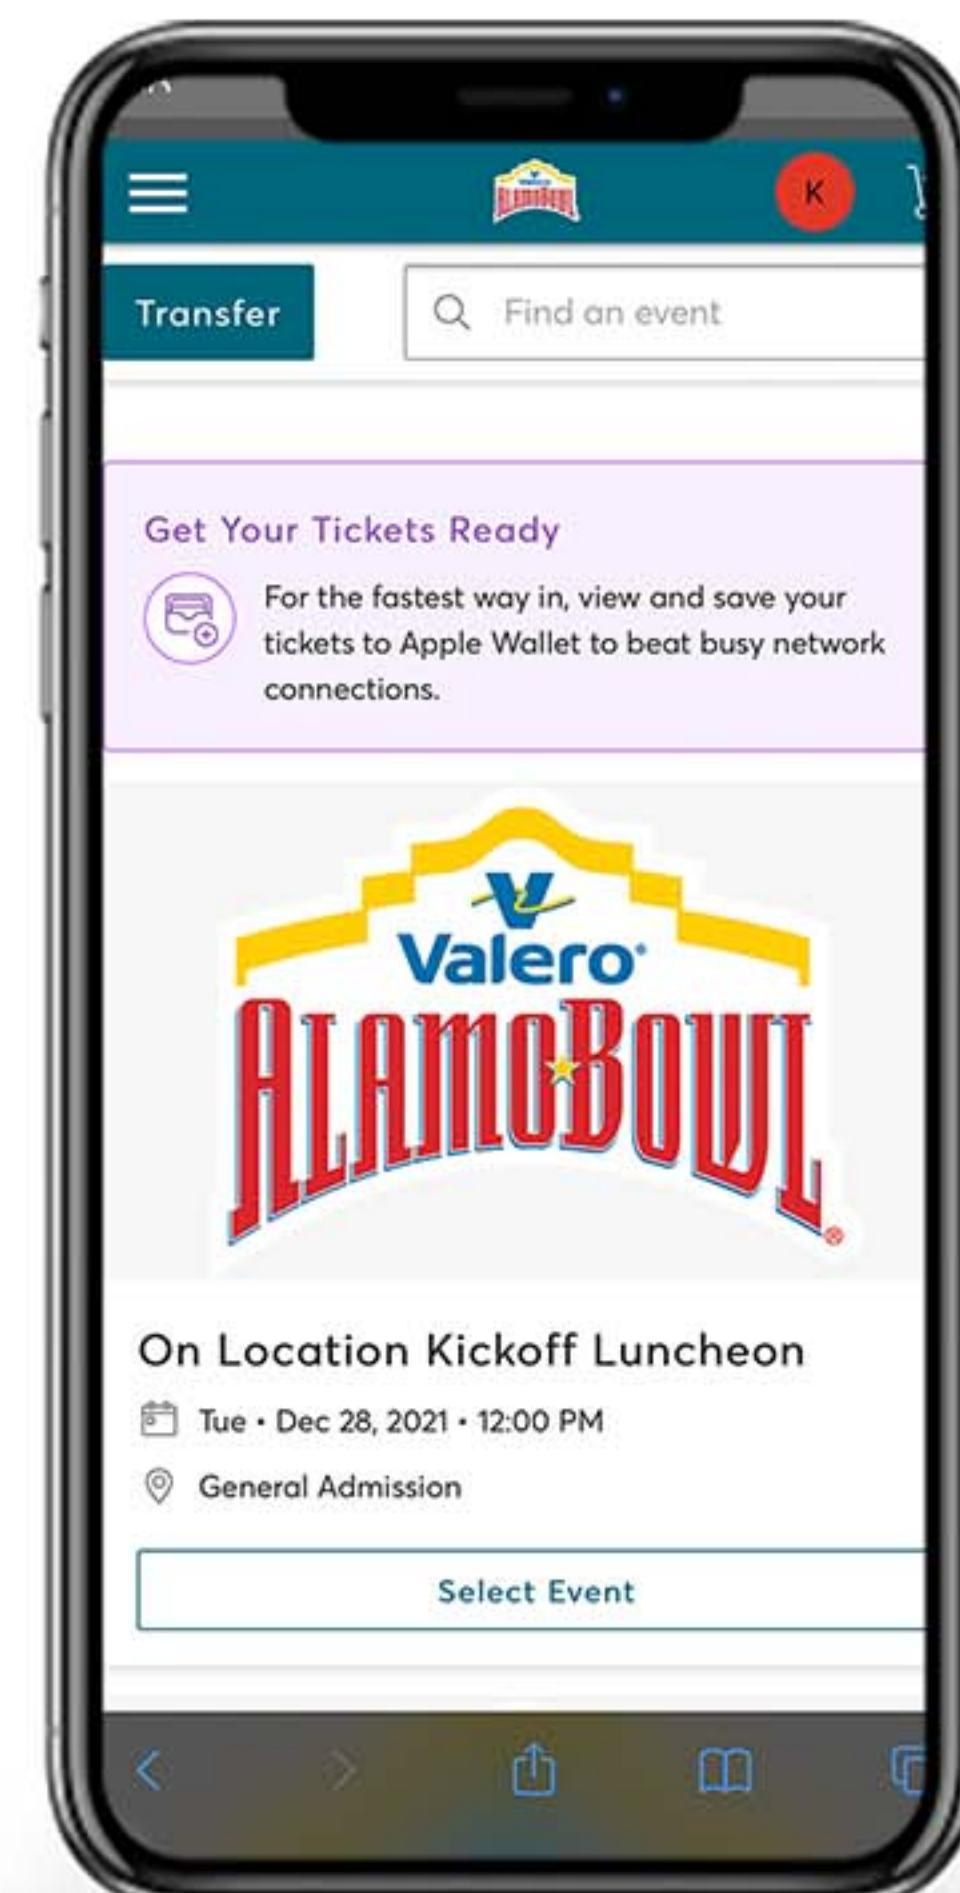 K
Transfer
Find an event
Get Your Tickets Ready
For the fastest way in, view and save your
tickets to Apple Wallet to beat busy network
connections.
Valero
ALAMOBOWL®
On Location Kickoff Luncheon
Tue • Dec 28, 2021 • 12:00 PM
General Admission
Select Event